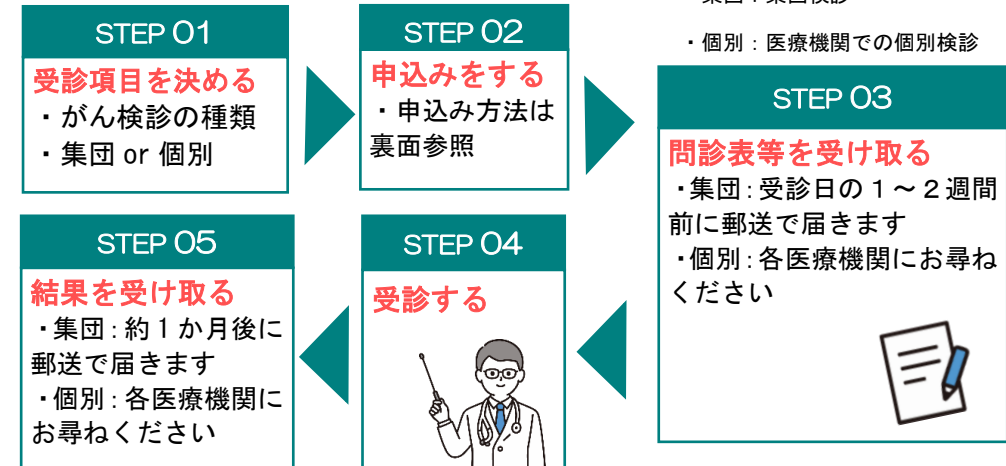 ・個別：医療機関での個別検診
STEP 01
受診項目を決める
・がん検診の種類
・集団 or 個別
STEP 02
申込みをする
・申込み方法は
裏面参照
STEP 03
問診表等を受け取る
・集団：受診日の１～２週間
前に郵送で届きます
・個別：各医療機関にお尋ね
ください
STEP 04
受診する
STEP 05
結果を受け取る
・集団：約１か月後に
郵送で届きます
・個別：各医療機関に
お尋ねください